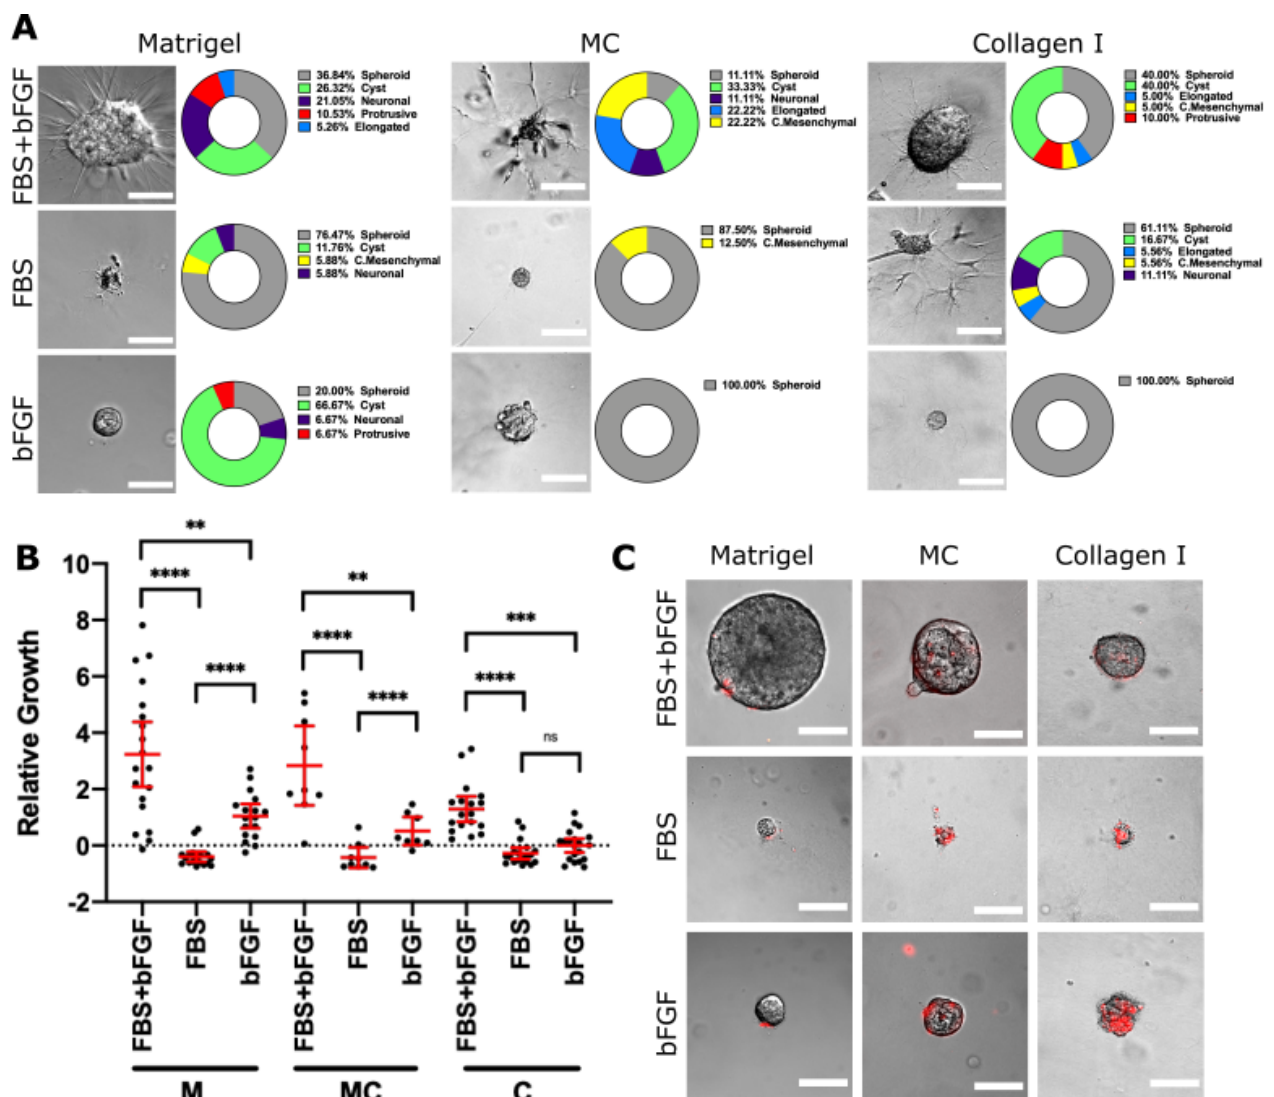 A
Matrigel
MC
Collagen I
FBS+bFGF
36.84% Spheroid
26.32% Cyst
21.05% Neuronal
10.53% Protrusive
5.26% Elongated
11.11% Spheroid
33.33% Cyst
11.11% Neuronal
22.22% Elongated
22.22% C.Mesenchymal
40.00% Spheroid
40.00% Cyst
5.00% Elongated
5.00% C.Mesenchymal
10.00% Protrusive
FBS
76.47% Spheroid
11.76% Cyst
5.88% C.Mesenchymal
5.88% Neuronal
87.50% Spheroid
12.50% C.Mesenchymal
61.11% Spheroid
16.67% Cyst
5.56% Elongated
5.56% C.Mesenchymal
11.11% Neuronal
bFGF
20.00% Spheroid
66.67% Cyst
6.67% Neuronal
6.67% Protrusive
100.00% Spheroid
100.00% Spheroid
B
Relative Growth
10
8
6
4
2
0
-2
**
****
****
**
****
****
***
****
ns
FBS+bFGF
FBS
bFGF
FBS+bFGF
FBS
bFGF
FBS+bFGF
FBS
bFGF
M
MC
C
C
Matrigel
MC
Collagen I
FBS+bFGF
FBS
bFGF